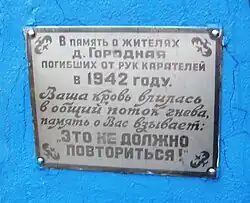 В память о жителях
д. Городная
погибших от рук карателей
в 1942 году.
Ваша кровь влилась
в общий поток гнева,
память о Вас взывает:
"Это не должно
повториться!"